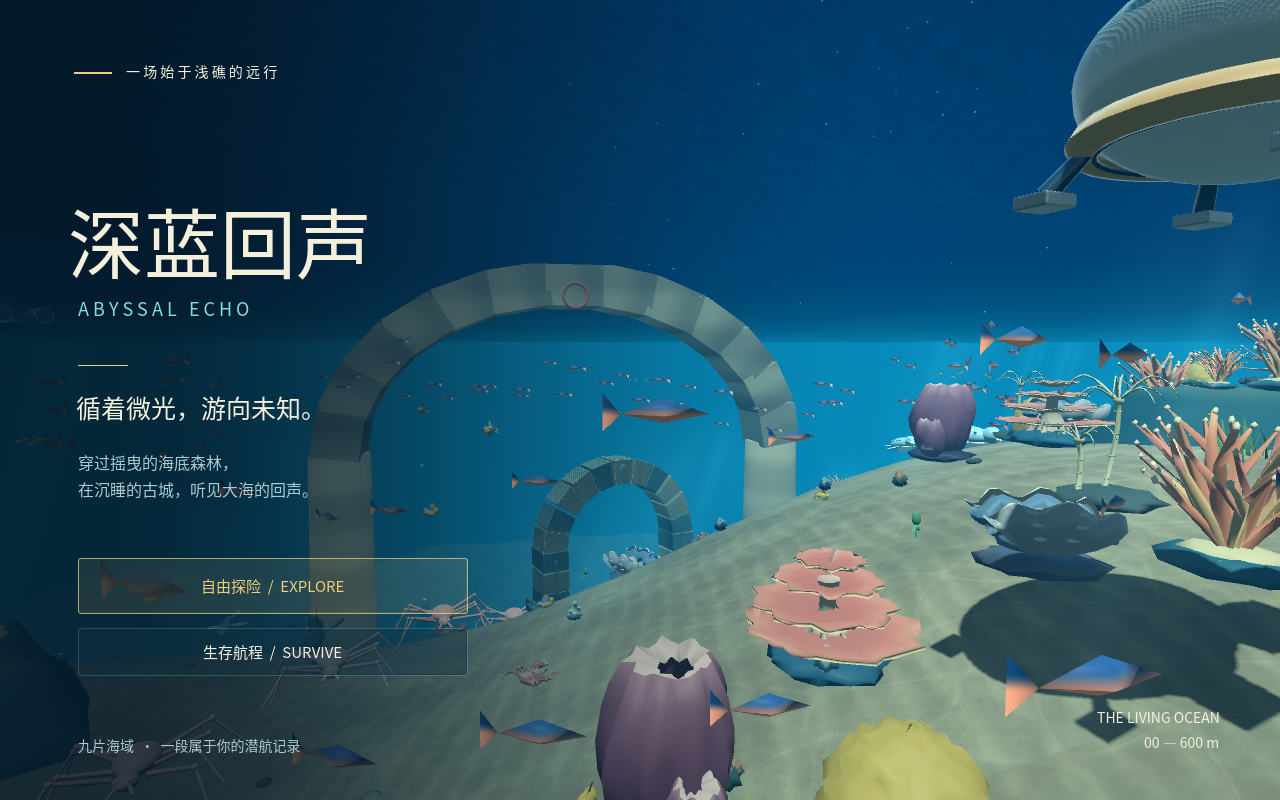 一场始于浅礁的远行
深蓝回声
ABYSSAL ECHO
循着微光，游向未知。
穿过摇曳的海底森林，
在沉睡的古城，听见大海的回声。
自由探险 / EXPLORE
生存航程 / SURVIVE
九片海域 · 一段属于你的潜航记录
THE LIVING OCEAN
00 — 600 m